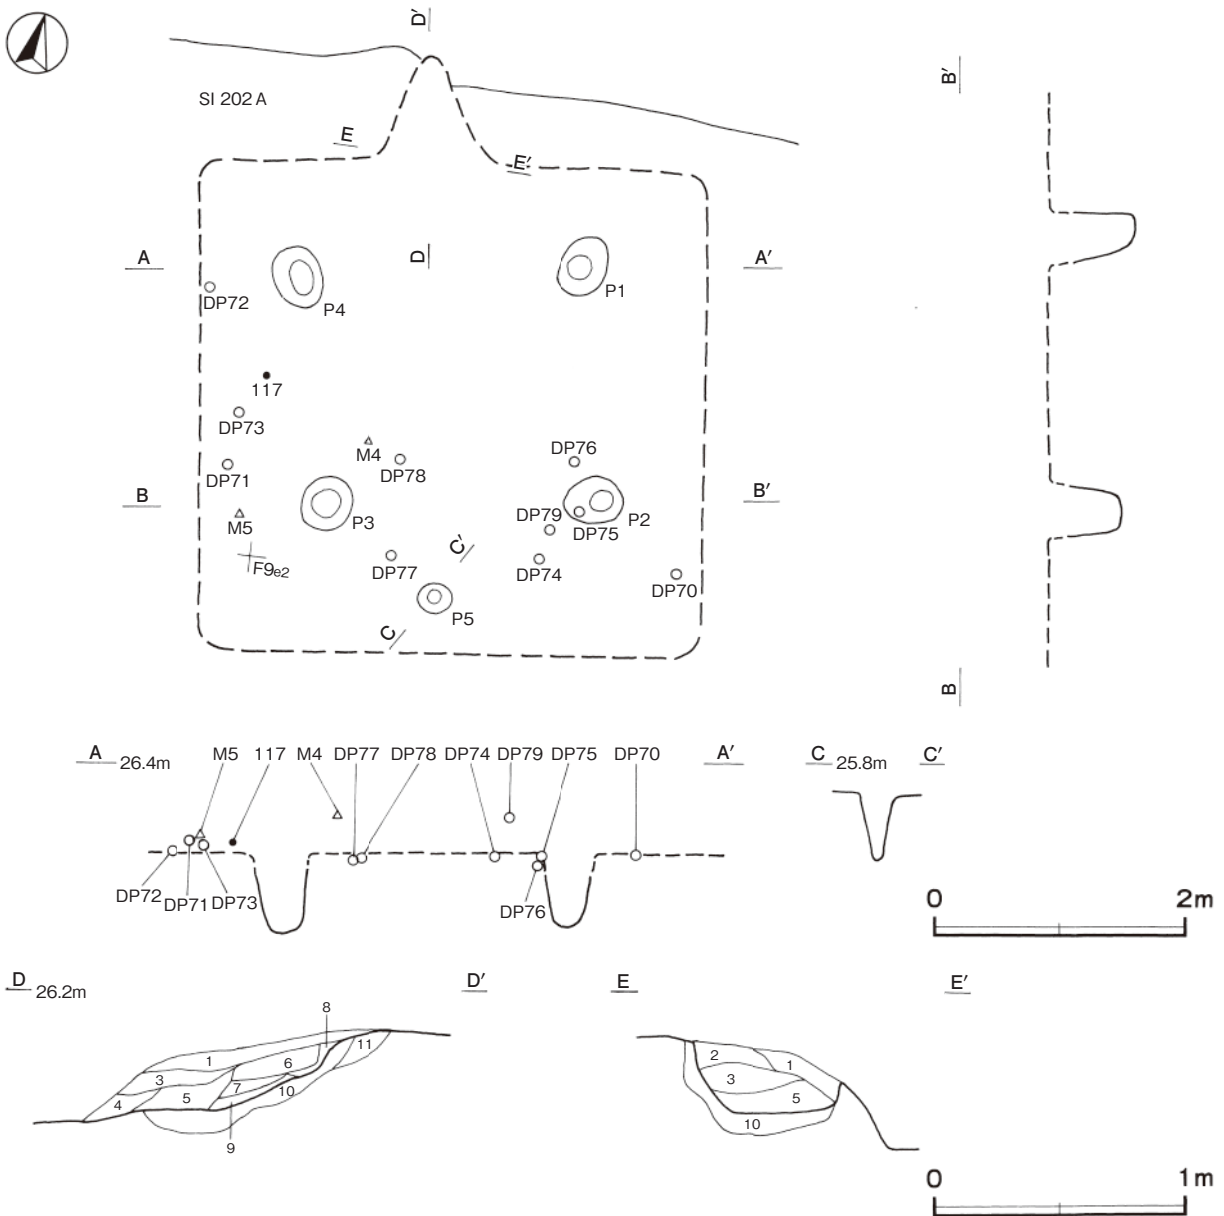 D′
B′
SI 202 A
E
E′
A
D
A′
DP72
P4
P1
117
DP73
M4
DP78
DP76
DP71
B
B′
M5
P3
DP79
DP75
P2
F9e2
DP77
C′
DP74
DP70
P5
C
B
A 26.4m M5 117 M4 DP77 DP78 DP74 DP79 DP75 DP70 A′
C 25.8m C′
DP72 DP71 DP73
DP76
0 2m
D 26.2m D′
E E′
8
1
11
6
3
7
10
5
4
9
2
1
3
5
10
0 1m